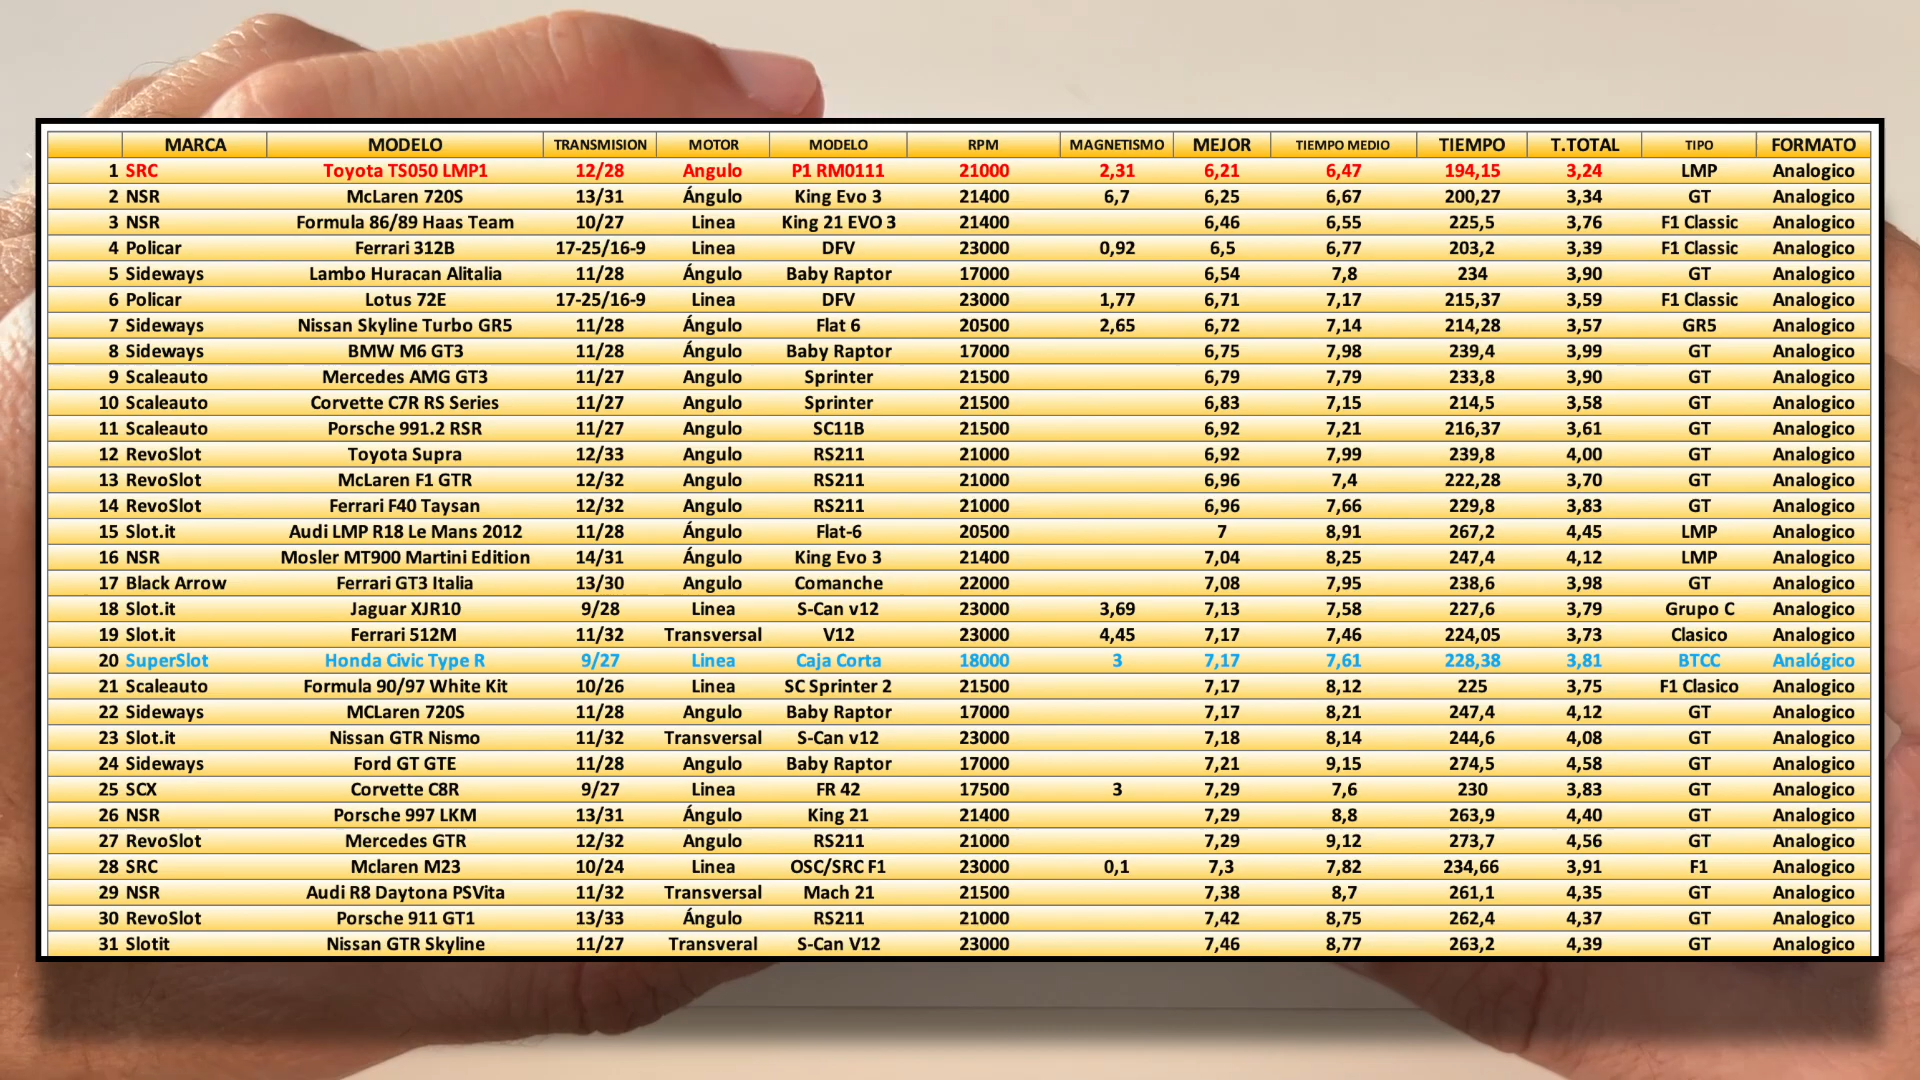 MARCA MODELO TRANSMISION MOTOR MODELO RPM MAGNETISMO MEJOR TIEMPO MEDIO TIEMPO T.TOTAL TIPO FORMATO
1 SRC Toyota TS050 LMP1 12/28 Angulo P1 RM0111 21000 2,31 6,21 6,47 194,15 3,24 LMP Analogico
2 NSR McLaren 720S 13/31 Ángulo King Evo 3 21400 6,7 6,25 6,67 200,27 3,34 GT Analogico
3 NSR Formula 86/89 Haas Team 10/27 Linea King 21 EVO 3 21400 6,46 6,55 225,5 3,76 F1 Classic Analogico
4 Policar Ferrari 312B 17-25/16-9 Linea DFV 23000 0,92 6,5 6,77 203,2 3,39 F1 Classic Analogico
5 Sideways Lambo Huracan Alitalia 11/28 Ángulo Baby Raptor 17000 6,54 7,8 234 3,90 GT Analogico
6 Policar Lotus 72E 17-25/16-9 Linea DFV 23000 1,77 6,71 7,17 215,37 3,59 F1 Classic Analogico
7 Sideways Nissan Skyline Turbo GR5 11/28 Ángulo Flat 6 20500 2,65 6,72 7,14 214,28 3,57 GR5 Analogico
8 Sideways BMW M6 GT3 11/28 Ángulo Baby Raptor 17000 6,75 7,98 239,4 3,99 GT Analogico
9 Scaleauto Mercedes AMG GT3 11/27 Angulo Sprinter 21500 6,79 7,79 233,8 3,90 GT Analogico
10 Scaleauto Corvette C7R RS Series 11/27 Angulo Sprinter 21500 6,83 7,15 214,5 3,58 GT Analogico
11 Scaleauto Porsche 991.2 RSR 11/27 Angulo SC11B 21500 6,92 7,21 216,37 3,61 GT Analogico
12 RevoSlot Toyota Supra 12/33 Angulo RS211 21000 6,92 7,99 239,8 4,00 GT Analogico
13 RevoSlot McLaren F1 GTR 12/32 Angulo RS211 21000 6,96 7,4 222,28 3,70 GT Analogico
14 RevoSlot Ferrari F40 Taysan 12/32 Angulo RS211 21000 6,96 7,66 229,8 3,83 GT Analogico
15 Slot.it Audi LMP R18 Le Mans 2012 11/28 Ángulo Flat-6 20500 7 8,91 267,2 4,45 LMP Analogico
16 NSR Mosler MT900 Martini Edition 14/31 Ángulo King Evo 3 21400 7,04 8,25 247,4 4,12 LMP Analogico
17 Black Arrow Ferrari GT3 Italia 13/30 Angulo Comanche 22000 7,08 7,95 238,6 3,98 GT Analogico
18 Slot.it Jaguar XJR10 9/28 Linea S-Can v12 23000 3,69 7,13 7,58 227,6 3,79 Grupo C Analogico
19 Slot.it Ferrari 512M 11/32 Transversal V12 23000 4,45 7,17 7,46 224,05 3,73 Clasico Analogico
20 SuperSlot Honda Civic Type R 9/27 Linea Caja Corta 18000 3 7,17 7,61 228,38 3,81 BTCC Analógico
21 Scaleauto Formula 90/97 White Kit 10/26 Linea SC Sprinter 2 21500 7,17 8,12 225 3,75 F1 Clasico Analogico
22 Sideways MCLaren 720S 11/28 Angulo Baby Raptor 17000 7,17 8,21 247,4 4,12 GT Analogico
23 Slot.it Nissan GTR Nismo 11/32 Transversal S-Can v12 23000 7,18 8,14 244,6 4,08 GT Analogico
24 Sideways Ford GT GTE 11/28 Angulo Baby Raptor 17000 7,21 9,15 274,5 4,58 GT Analogico
25 SCX Corvette C8R 9/27 Linea FR 42 17500 3 7,29 7,6 230 3,83 GT Analogico
26 NSR Porsche 997 LKM 13/31 Ángulo King 21 21400 7,29 8,8 263,9 4,40 GT Analogico
27 RevoSlot Mercedes GTR 12/32 Angulo RS211 21000 7,29 9,12 273,7 4,56 GT Analogico
28 SRC Mclaren M23 10/24 Linea OSC/SRC F1 23000 0,1 7,3 7,82 234,66 3,91 F1 Analogico
29 NSR Audi R8 Daytona PSVita 11/32 Transversal Mach 21 21500 7,38 8,7 261,1 4,35 GT Analogico
30 RevoSlot Porsche 911 GT1 13/33 Ángulo RS211 21000 7,42 8,75 262,4 4,37 GT Analogico
31 Slotit Nissan GTR Skyline 11/27 Transveral S-Can V12 23000 7,46 8,77 263,2 4,39 GT Analogico